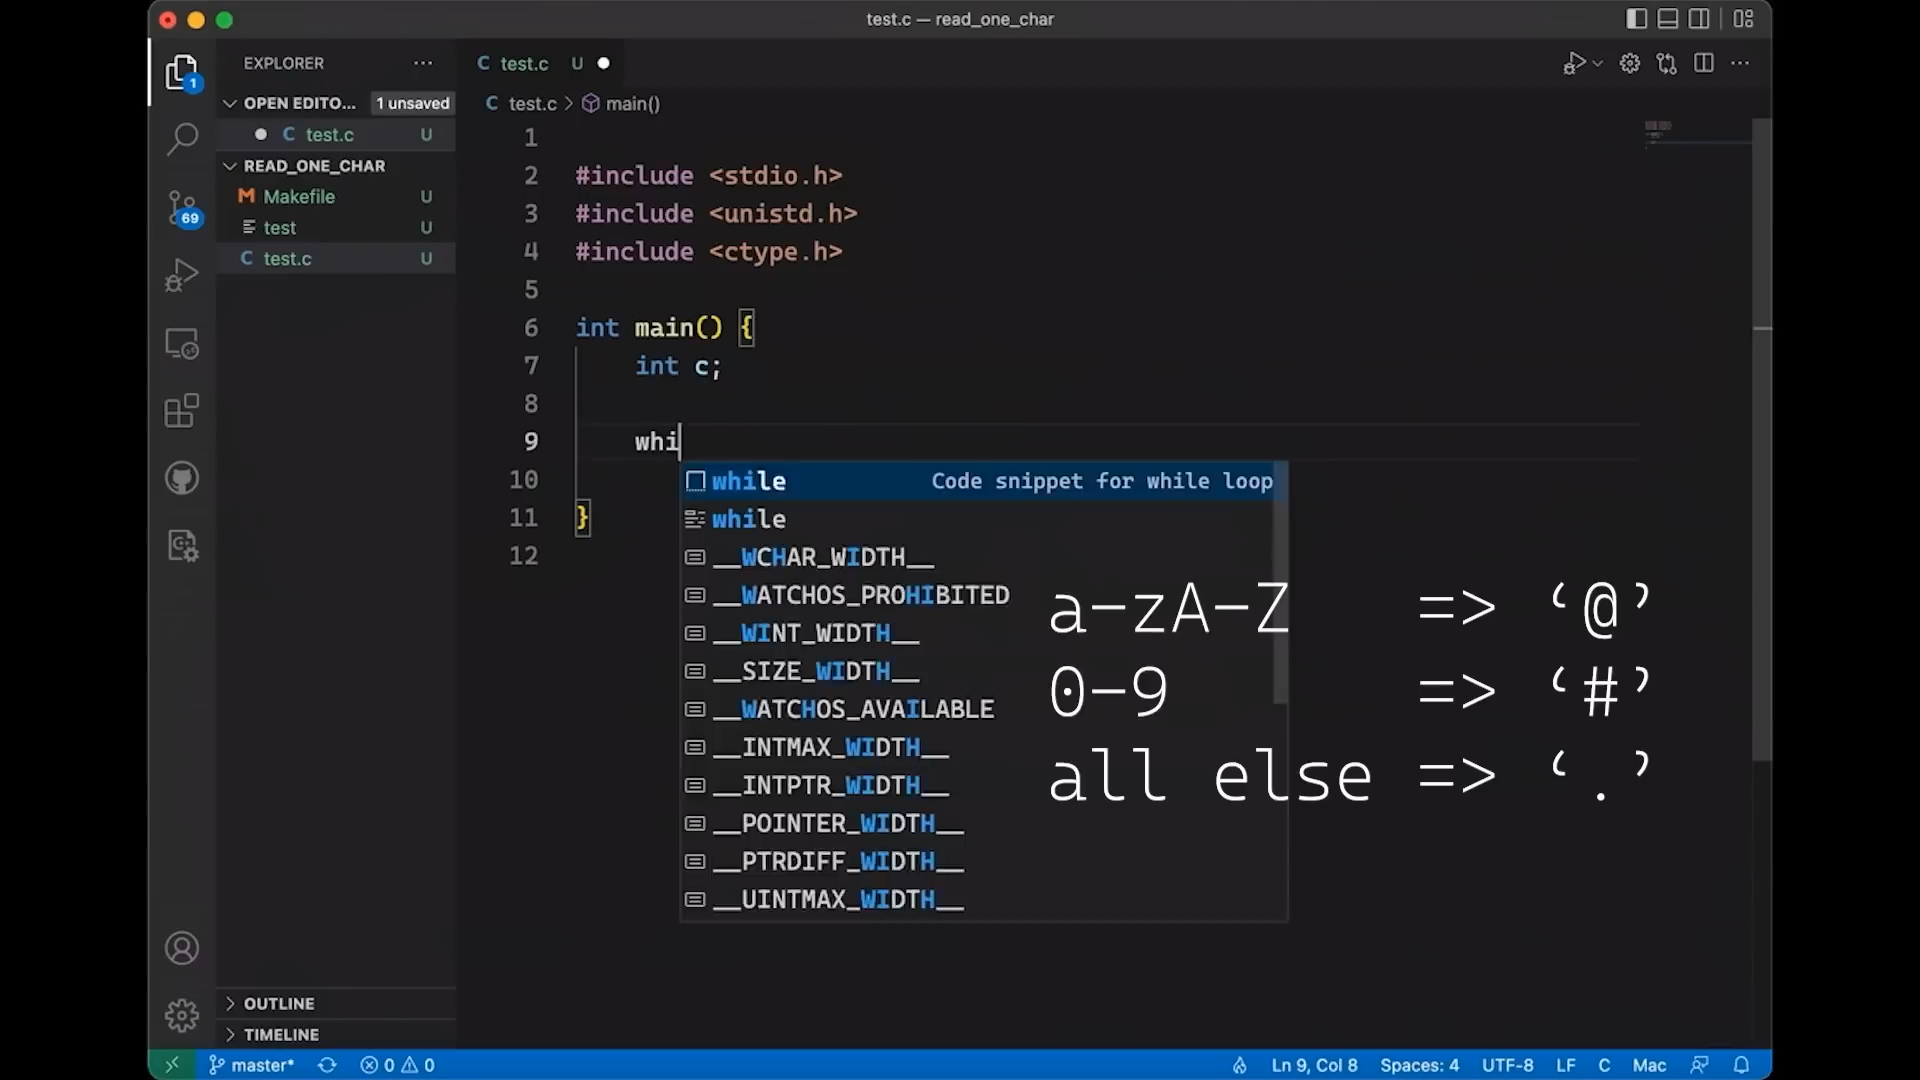 test.c — read_one_char
EXPLORER
C test.c U
OPEN EDITO... 1 unsaved
C test.c U
C test.c > main()
READ_ONE_CHAR
M Makefile U
test U
C test.c U
1
69
1
2 #include <stdio.h>
3 #include <unistd.h>
4 #include <ctype.h>
5
6 int main() {
7 int c;
8
9 whi
10
11 }
12
while Code snippet for while loop
while
__WCHAR_WIDTH__
__WATCHOS_PROHIBITED
__WINT_WIDTH__
__SIZE_WIDTH__
__WATCHOS_AVAILABLE
__INTMAX_WIDTH__
__INTPTR_WIDTH__
__POINTER_WIDTH__
__PTRDIFF_WIDTH__
__UINTMAX_WIDTH__
a-zA-Z => ‘@’
0-9 => ‘#’
all else => ‘.’
OUTLINE
TIMELINE
master* 0 0 Ln 9, Col 8 Spaces: 4 UTF-8 LF C Mac